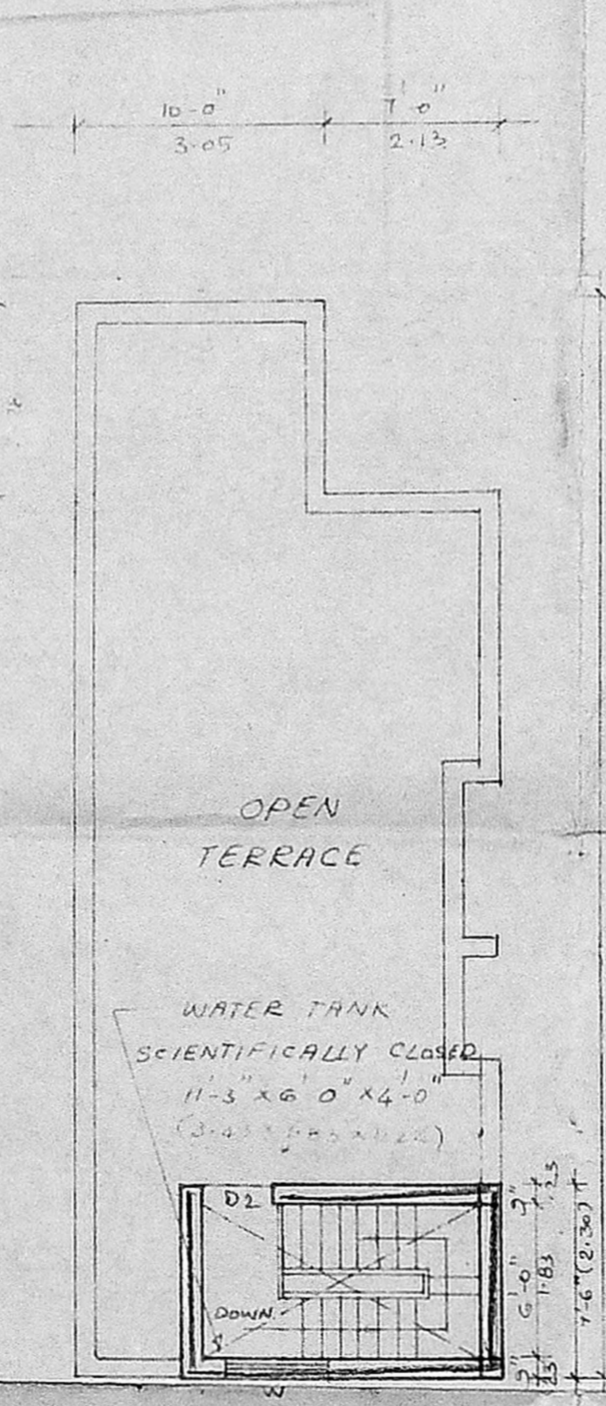 10'-0" 7'-0"
3.05 2.13
OPEN
TERRACE
WATER TANK
SCIENTIFICALLY CLOSED
11'-3" x 6'0" x 4'-0"
D2
DOWN
W
9" .23
6'-0" 1.83
9" .23
7'-6" (2.30)